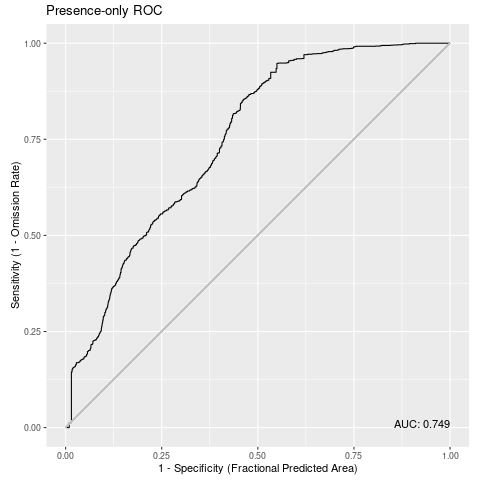 Presence-only ROC
Sensitivity (1 - Omission Rate)
1.00
0.75
0.50
0.25
0.00
AUC: 0.749
0.00 0.25 0.50 0.75 1.00
1 - Specificity (Fractional Predicted Area)